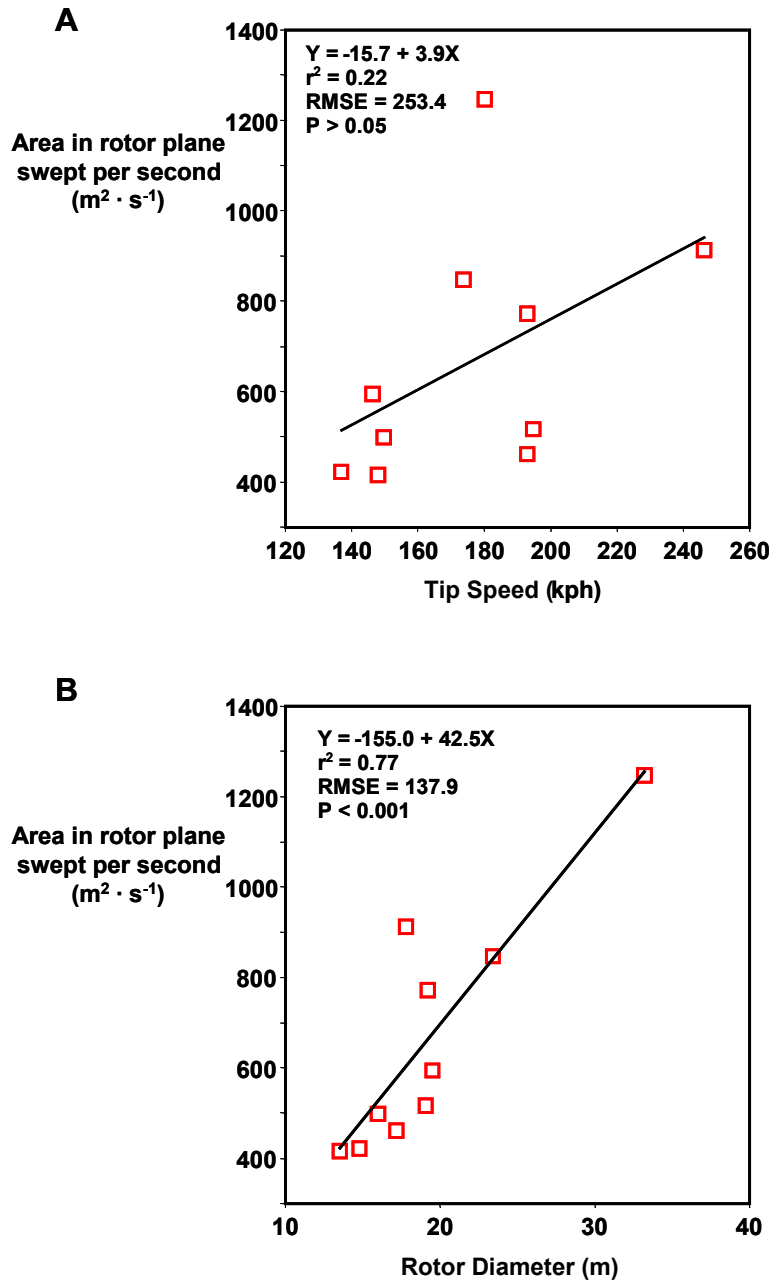 A
Y = -15.7 + 3.9X
r² = 0.22
RMSE = 253.4
P > 0.05
Area in rotor plane
swept per second
(m² · s⁻¹)
1400
1200
1000
800
600
400
120 140 160 180 200 220 240 260
Tip Speed (kph)
B
Y = -155.0 + 42.5X
r² = 0.77
RMSE = 137.9
P < 0.001
Area in rotor plane
swept per second
(m² · s⁻¹)
1400
1200
1000
800
600
400
10 20 30 40
Rotor Diameter (m)